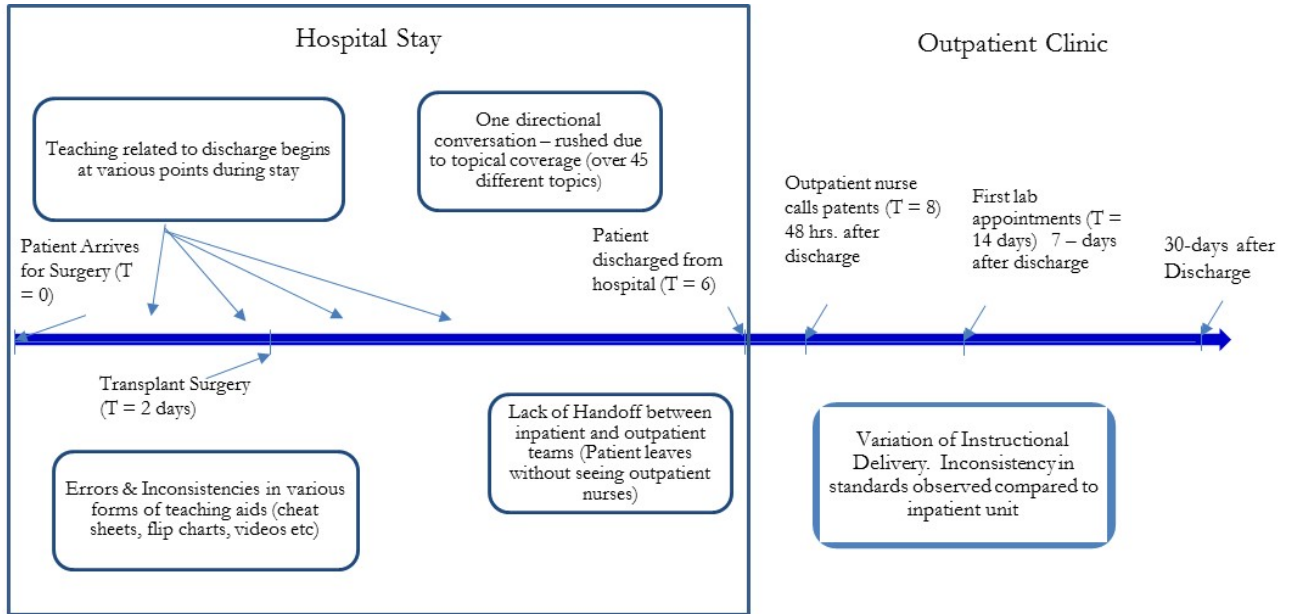 Hospital Stay
Outpatient Clinic
Teaching related to discharge begins
at various points during stay
One directional
conversation – rushed due
to topical coverage (over 45
different topics)
Patient Arrives
for Surgery (T
= 0)
Patient
discharged from
hospital (T = 6)
Outpatient nurse
calls patents (T = 8)
48 hrs. after
discharge
First lab
appointments (T =
14 days) 7 – days
after discharge
30-days after
Discharge
Transplant Surgery
(T = 2 days)
Errors & Inconsistencies in various
forms of teaching aids (cheat
sheets, flip charts, videos etc)
Lack of Handoff between
inpatient and outpatient
teams (Patient leaves
without seeing outpatient
nurses)
Variation of Instructional
Delivery. Inconsistency in
standards observed compared to
inpatient unit